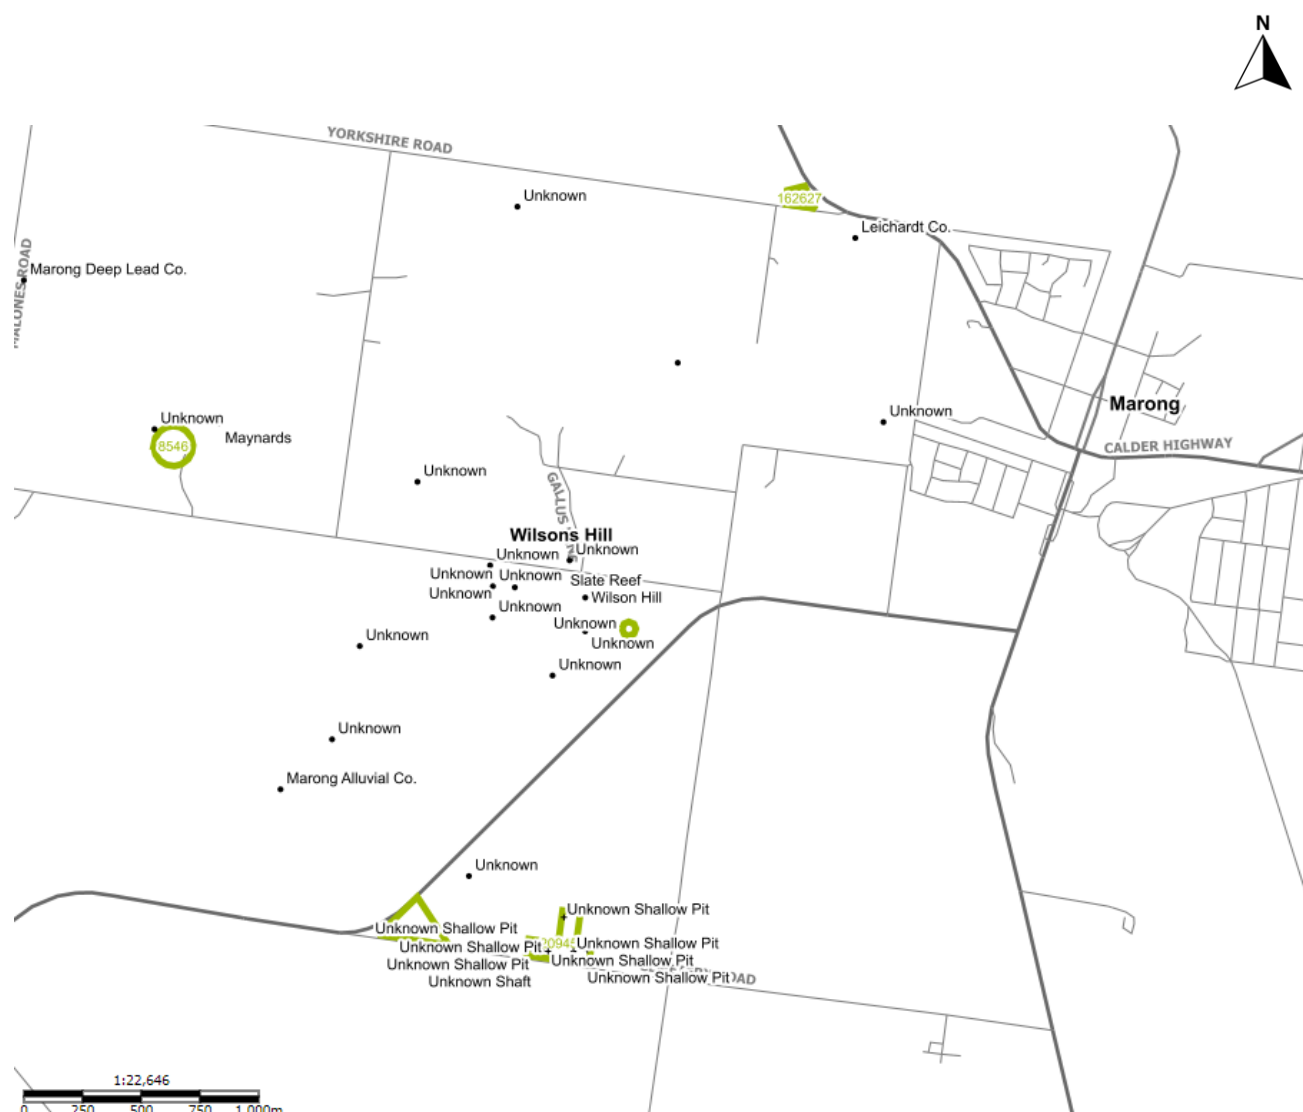 N
YORKSHIRE ROAD
Unknown
162627
Leichardt Co.
MALONES ROAD
Marong Deep Lead Co.
Marong
Unknown
Unknown
Maynards
8546
CALDER HIGHWAY
Unknown
GALLUS
Wilsons Hill
Unknown
Unknown
Unknown
Unknown
Slate Reef
Unknown
Wilson Hill
Unknown
Unknown
Unknown
Unknown
Unknown
Unknown
Marong Alluvial Co.
Unknown
Unknown Shallow Pit
Unknown Shallow Pit
Unknown Shallow Pit
Unknown Shallow Pit
Unknown Shallow Pit
Unknown Shallow Pit
Unknown Shaft
Unknown Shallow Pit
1:22,646
0 250 500 750 1,000m